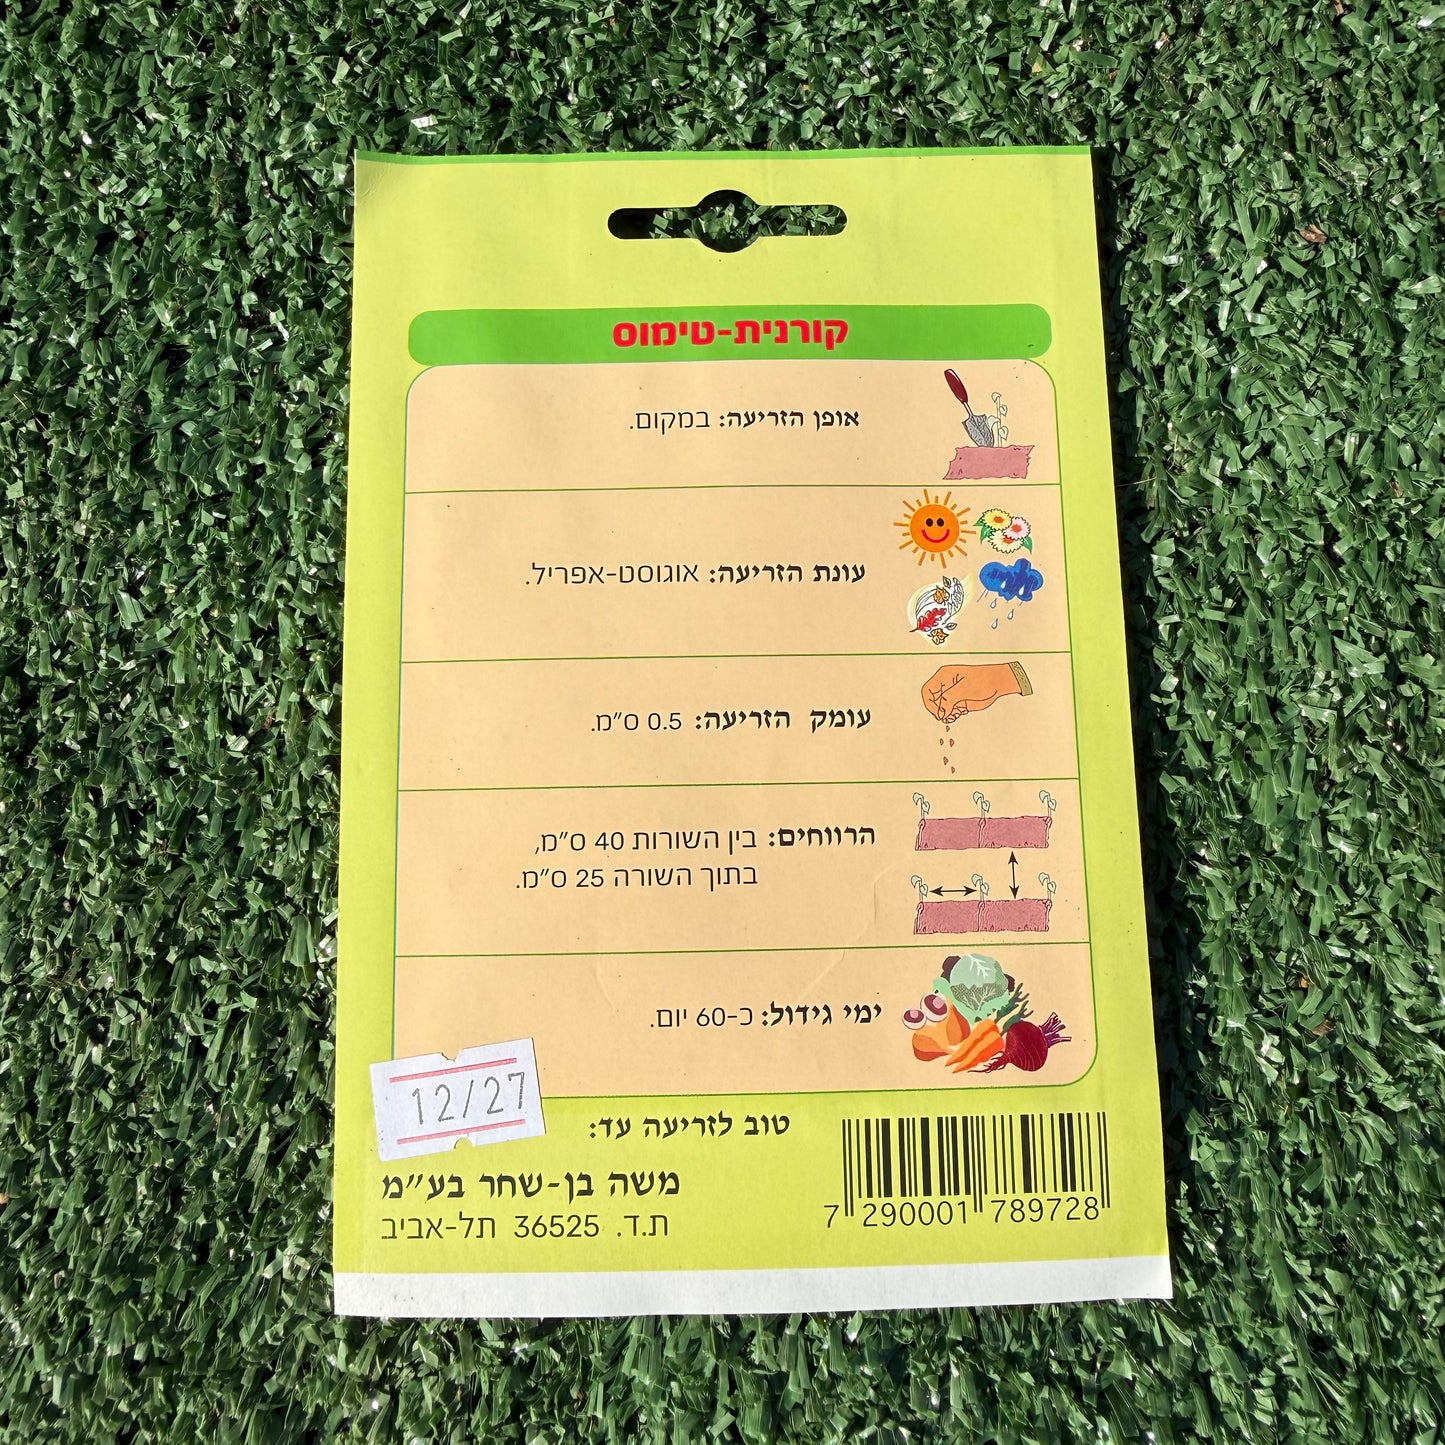 קורנית-טימוס
אופן הזריעה: במקום.
עונת הזריעה: אוגוסט-אפריל.
עומק הזריעה: 0.5 ס"מ.
הרווחים: בין השורות 40 ס"מ,
בתוך השורה 25 ס"מ.
ימי גידול: כ-60 יום.
טוב לזריעה עד:
12/27
משה בן-שחר בע"מ
ת.ד. 36525 תל-אביב
7 290001 789728